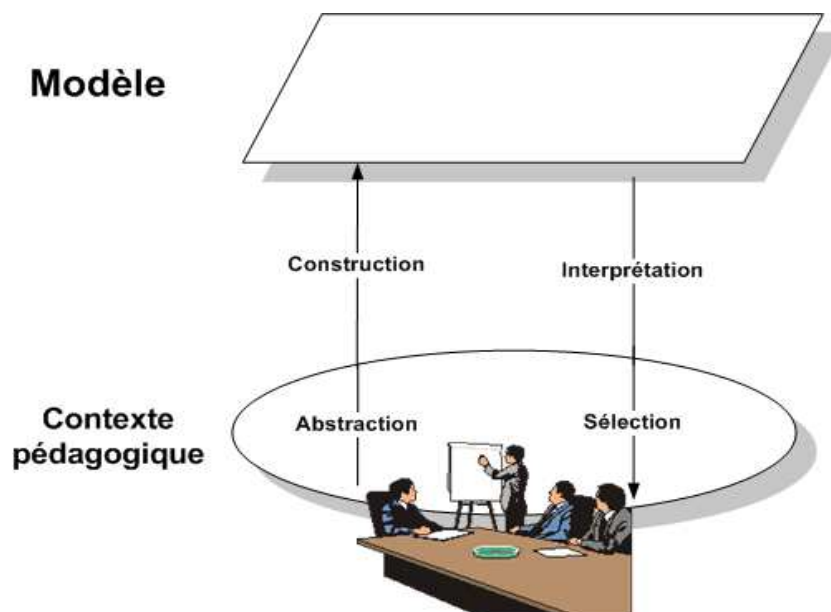 Modèle
Construction
Interprétation
Contexte
pédagogique
Abstraction
Sélection